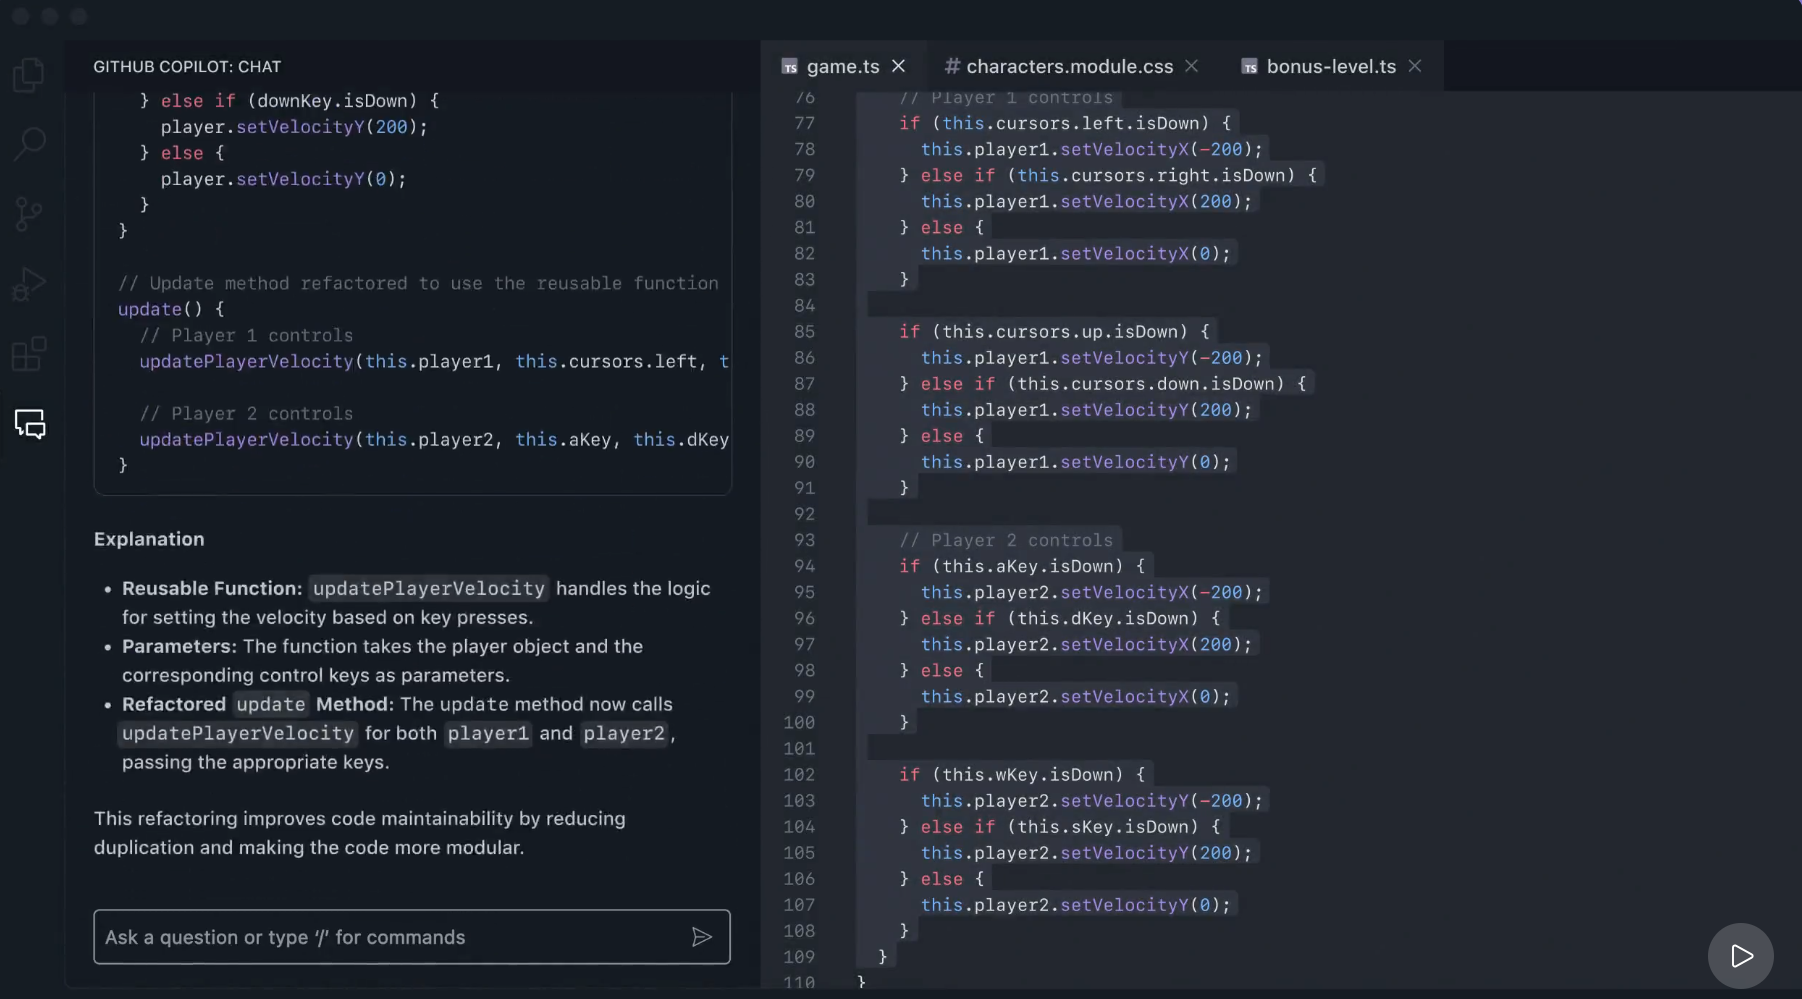 GITHUB COPILOT: CHAT
} else if (downKey.isDown) {
player.setVelocityY(200);
} else {
player.setVelocityY(0);
}
}
// Update method refactored to use the reusable function
update() {
// Player 1 controls
updatePlayerVelocity(this.player1, this.cursors.left, t
// Player 2 controls
updatePlayerVelocity(this.player2, this.aKey, this.dKey
}
Explanation
• Reusable Function: updatePlayerVelocity handles the logic
for setting the velocity based on key presses.
• Parameters: The function takes the player object and the
corresponding control keys as parameters.
• Refactored update Method: The update method now calls
updatePlayerVelocity for both player1 and player2,
passing the appropriate keys.
This refactoring improves code maintainability by reducing
duplication and making the code more modular.
Ask a question or type ‘/’ for commands
TS game.ts
# characters.module.css
TS bonus-level.ts
76 // Player 1 controls
77 if (this.cursors.left.isDown) {
78 this.player1.setVelocityX(-200);
79 } else if (this.cursors.right.isDown) {
80 this.player1.setVelocityX(200);
81 } else {
82 this.player1.setVelocityX(0);
83 }
84
85 if (this.cursors.up.isDown) {
86 this.player1.setVelocityY(-200);
87 } else if (this.cursors.down.isDown) {
88 this.player1.setVelocityY(200);
89 } else {
90 this.player1.setVelocityY(0);
91 }
92
93 // Player 2 controls
94 if (this.aKey.isDown) {
95 this.player2.setVelocityX(-200);
96 } else if (this.dKey.isDown) {
97 this.player2.setVelocityX(200);
98 } else {
99 this.player2.setVelocityX(0);
100 }
101
102 if (this.wKey.isDown) {
103 this.player2.setVelocityY(-200);
104 } else if (this.sKey.isDown) {
105 this.player2.setVelocityY(200);
106 } else {
107 this.player2.setVelocityY(0);
108 }
109 }
110 }